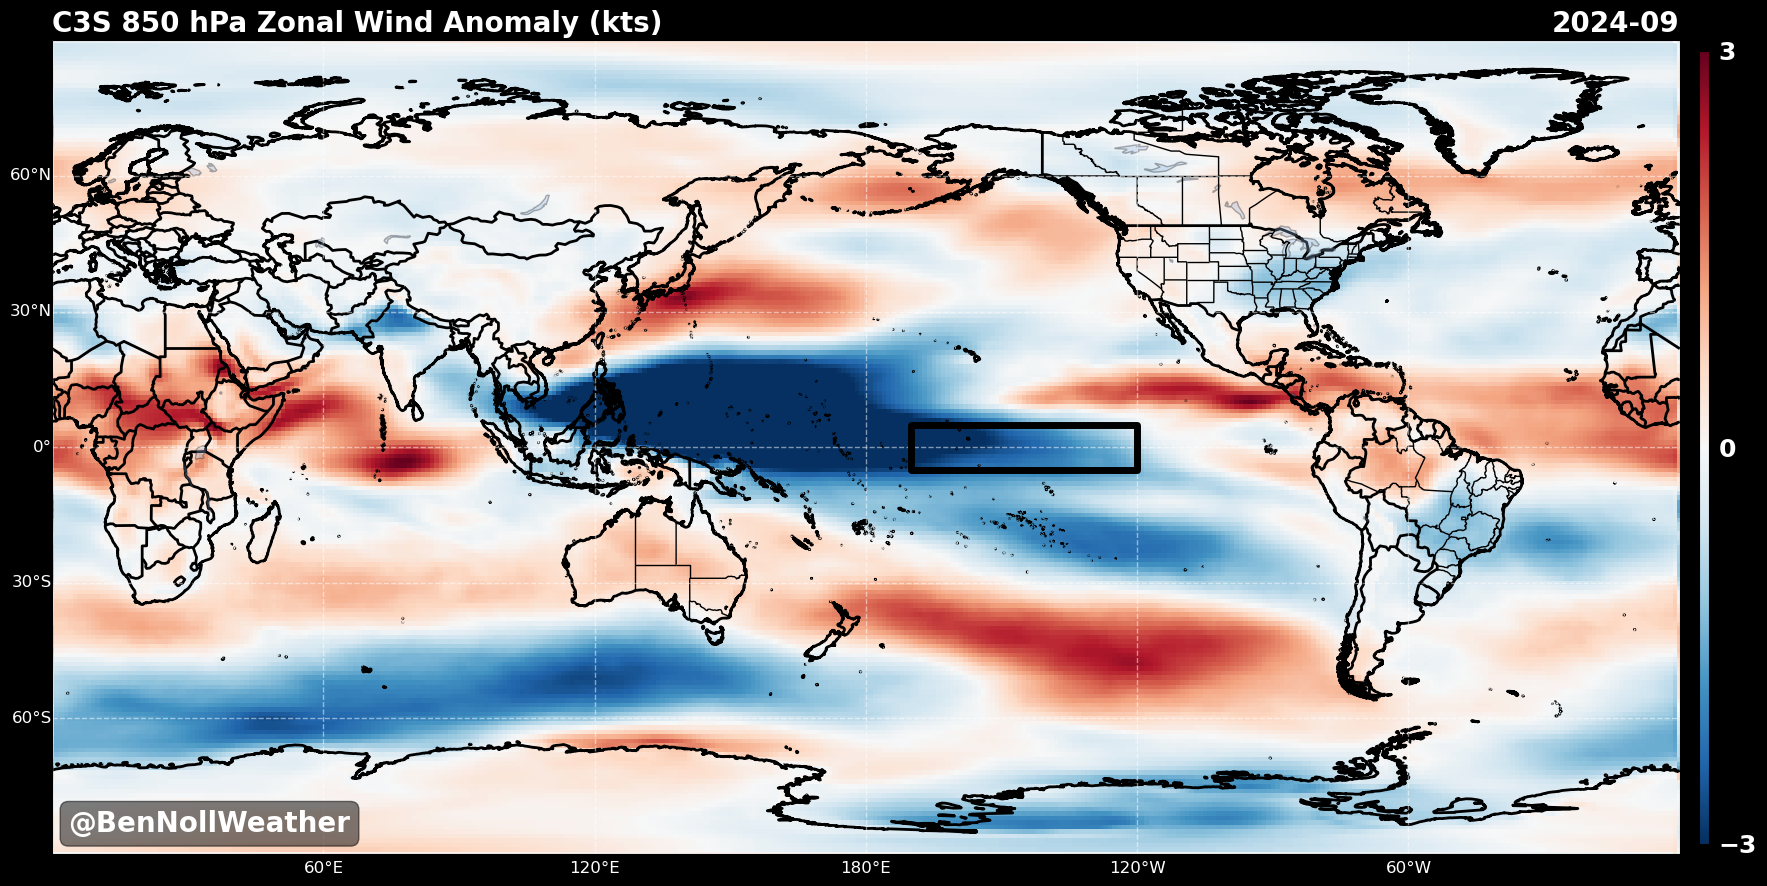 C3S 850 hPa Zonal Wind Anomaly (kts)
2024-09
3
60°N
30°N
0°
0
30°S
60°S
@BenNollWeather
−3
60°E
120°E
180°E
120°W
60°W